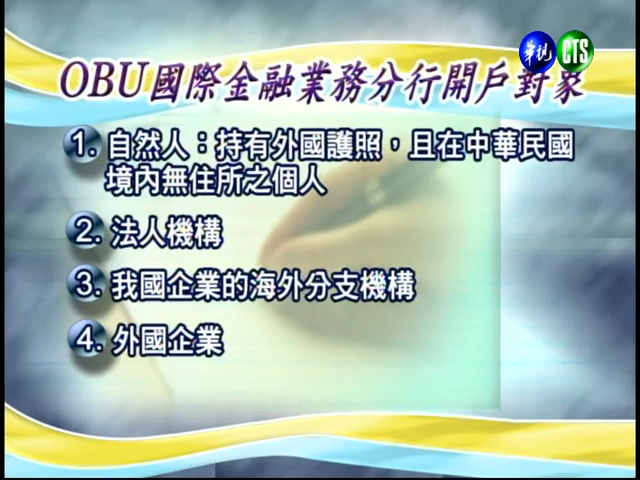 華視 CTS
OBU國際金融業務分行開戶對象
1. 自然人：持有外國護照，且在中華民國
境內無住所之個人
2. 法人機構
3. 我國企業的海外分支機構
4. 外國企業